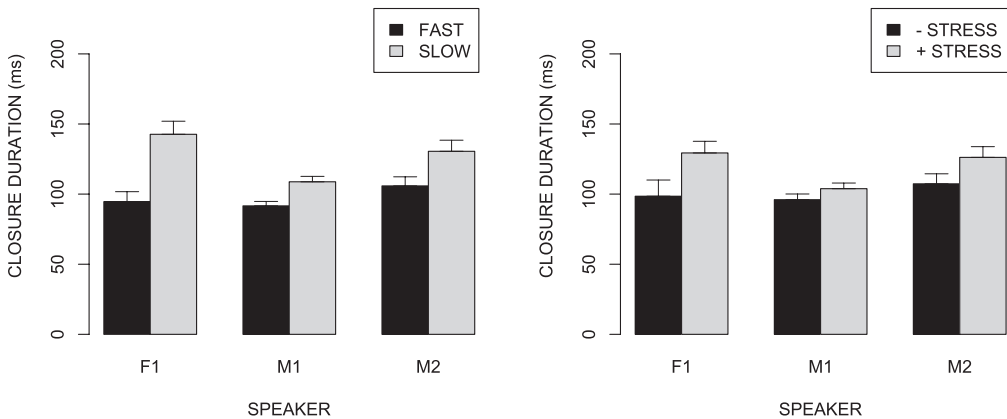 FAST
SLOW
CLOSURE DURATION (ms)
200
150
100
50
0
F1 M1 M2
SPEAKER
- STRESS
+ STRESS
CLOSURE DURATION (ms)
200
150
100
50
0
F1 M1 M2
SPEAKER